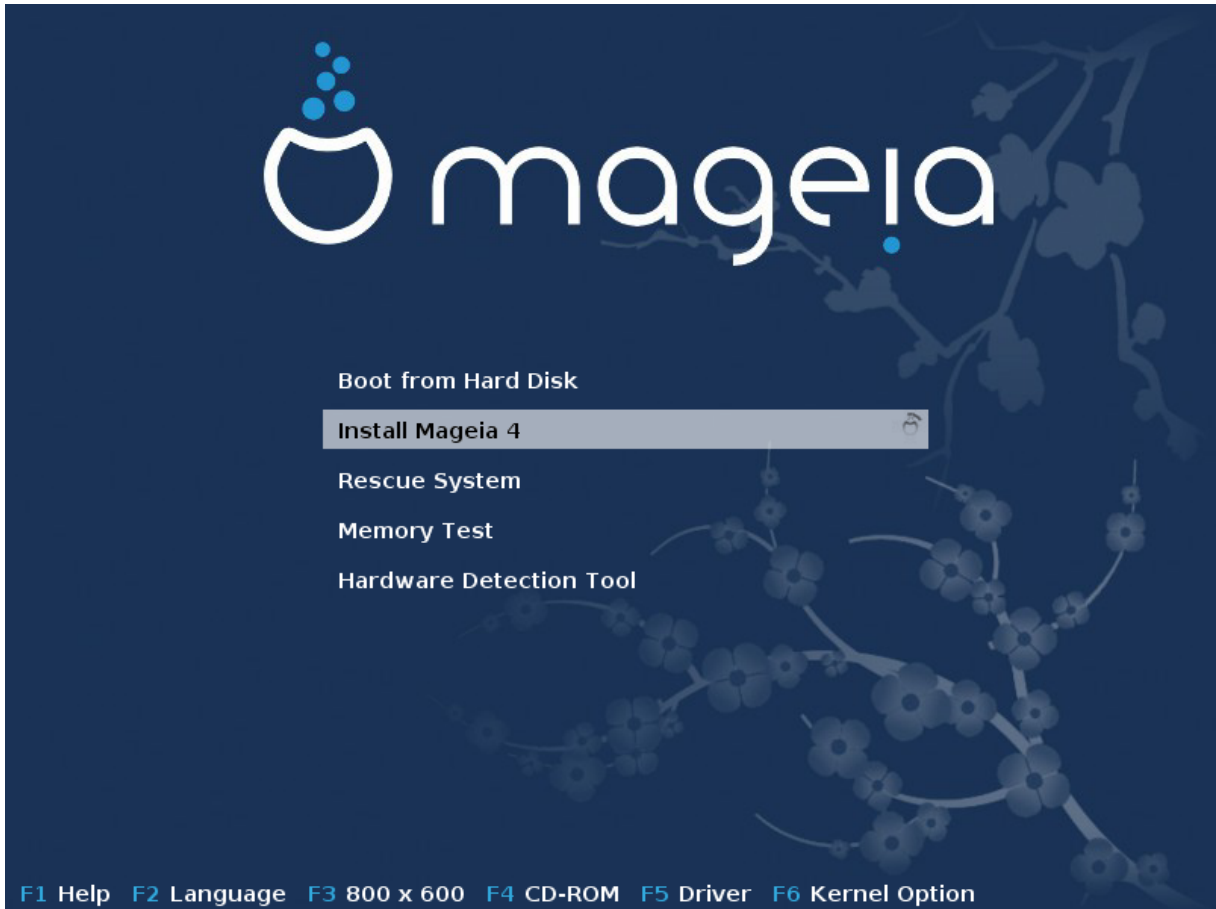 mageia
Boot from Hard Disk
Install Mageia 4
Rescue System
Memory Test
Hardware Detection Tool
F1 Help F2 Language F3 800 x 600 F4 CD-ROM F5 Driver F6 Kernel Option